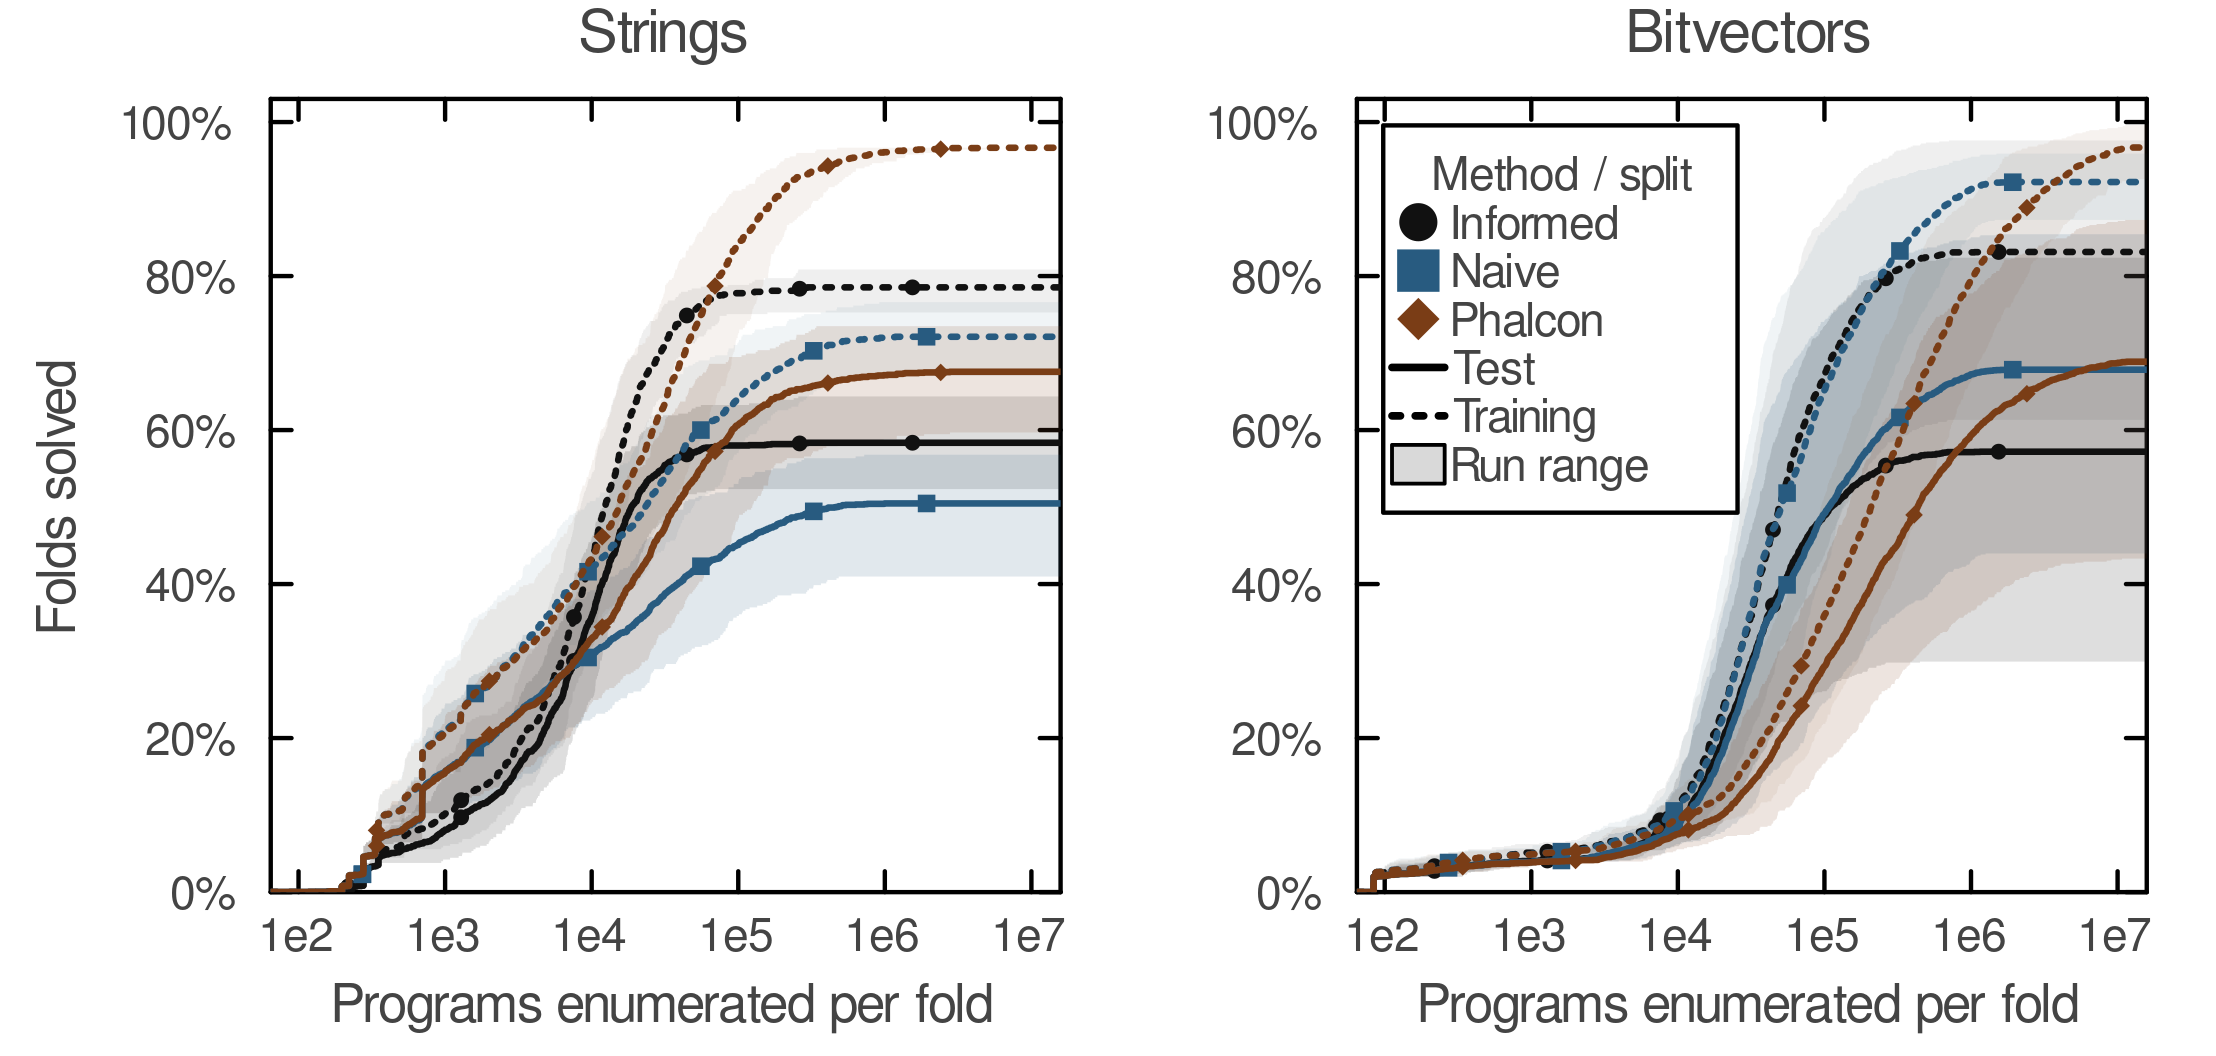 Strings
100%
80%
60%
40%
20%
0%
Folds solved
1e2 1e3 1e4 1e5 1e6 1e7
Programs enumerated per fold
Bitvectors
100%
80%
60%
40%
20%
0%
Method / split
Informed
Naive
Phalcon
Test
Training
Run range
1e2 1e3 1e4 1e5 1e6 1e7
Programs enumerated per fold